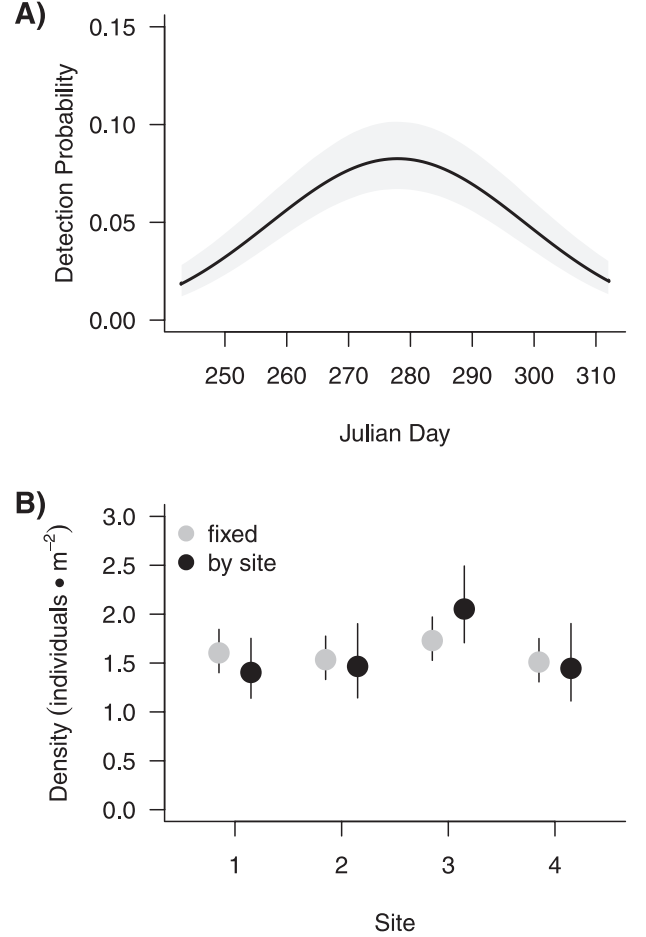 A)
0.15
0.10
0.05
0.00
Detection Probability
250 260 270 280 290 300 310
Julian Day
B)
3.0
2.5
2.0
1.5
1.0
0.5
0.0
Density (individuals • m⁻²)
fixed
by site
1 2 3 4
Site